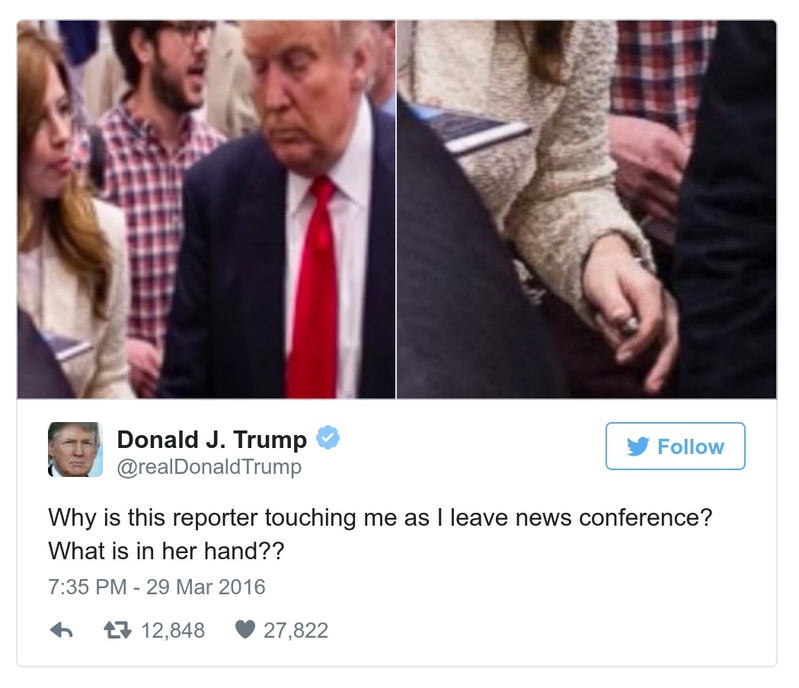 Donald J. Trump
@realDonaldTrump
Follow
Why is this reporter touching me as I leave news conference?
What is in her hand??
7:35 PM - 29 Mar 2016
12,848 27,822